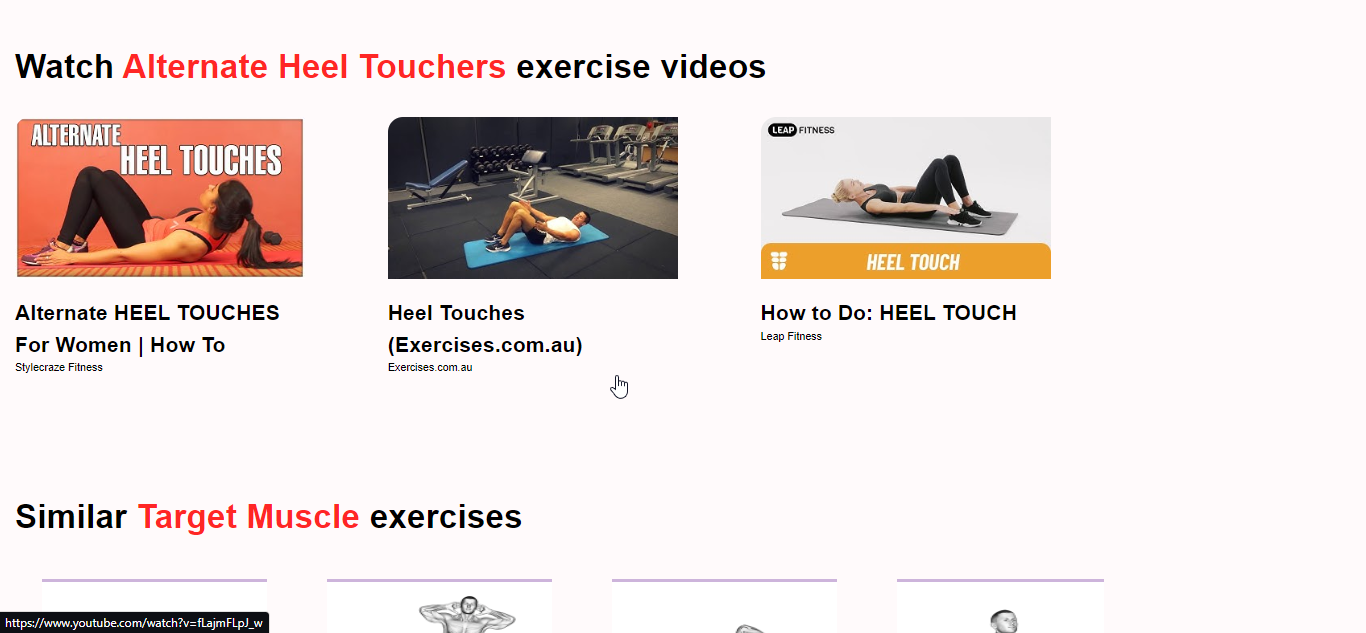 Watch Alternate Heel Touchers exercise videos
ALTERNATE
HEEL TOUCHES
LEAP FITNESS
HEEL TOUCH
Alternate HEEL TOUCHES
For Women | How To
Stylecraze Fitness
Heel Touches
(Exercises.com.au)
Exercises.com.au
How to Do: HEEL TOUCH
Leap Fitness
Similar Target Muscle exercises
https://www.youtube.com/watch?v=fLajmFLpJ_w